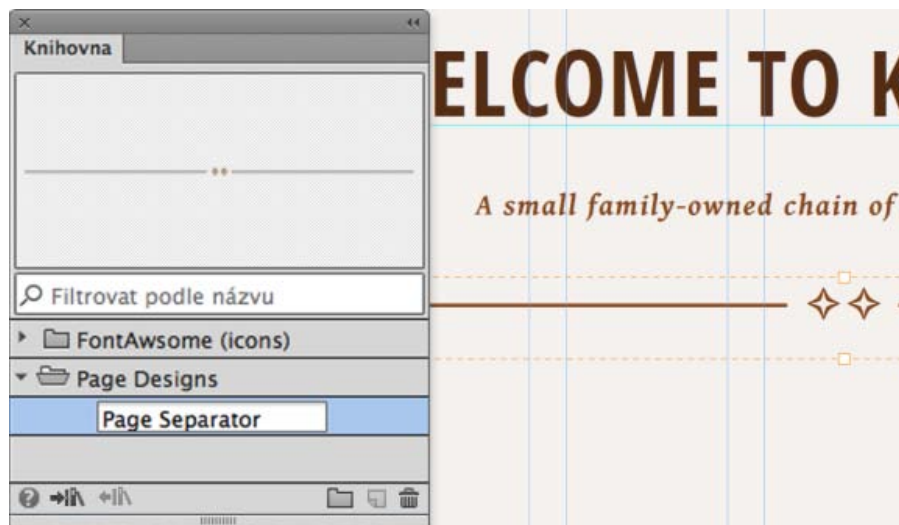 Knihovna
Filtrovat podle názvu
FontAwsome (icons)
Page Designs
Page Separator
ELCOME TO K
A small family-owned chain of